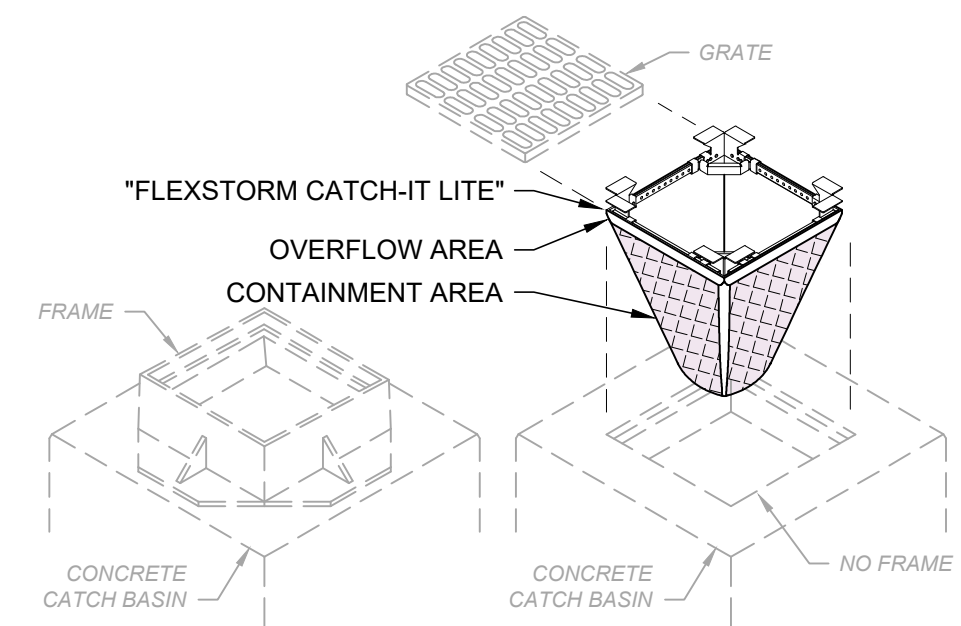 GRATE
"FLEXSTORM CATCH-IT LITE"
OVERFLOW AREA
CONTAINMENT AREA
FRAME
CONCRETE
CATCH BASIN
CONCRETE
CATCH BASIN
NO FRAME